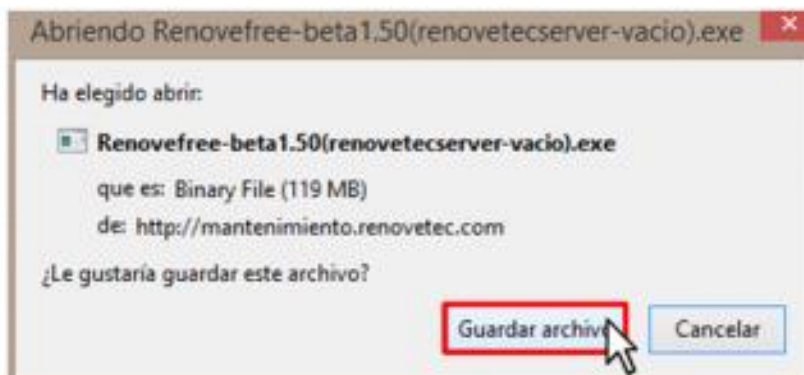 Abriendo Renovefree-beta1.50(renovetecserver-vacio).exe
Ha elegido abrir:
Renovefree-beta1.50(renovetecserver-vacio).exe
que es: Binary File (119 MB)
de: http://mantenimiento.renovetec.com
¿Le gustaría guardar este archivo?
Guardar archivo Cancelar